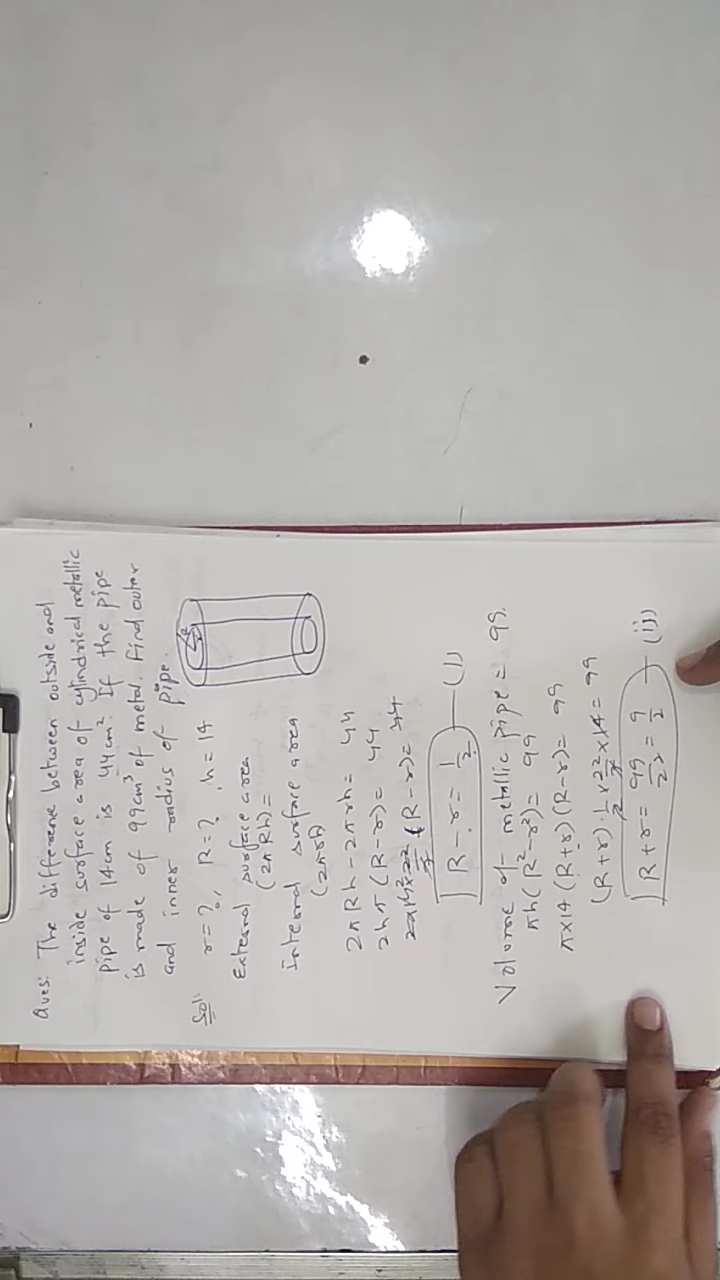 Ques: The difference between outside and
inside surface area of cylindrical metallic
pipe of 14cm is 44cm². If the pipe
is made of 99cm³ of metal. Find outer
and inner radius of pipe.
Sol: r=?, R=?, h=14
External surface area
(2πRh)=
Internal surface area
(2πrh)
2πRh-2πrh= 44
2hπ(R-r)= 44
(R-r)= 44
R-r= 1/2 —(i)
Volume of metallic pipe = 99.
πh(R²-r²)= 99
π×14(R+r)(R-r)= 99
(R+r)·1/2×22/7×14=99
R+r= 99/22=9/2 —(ii)